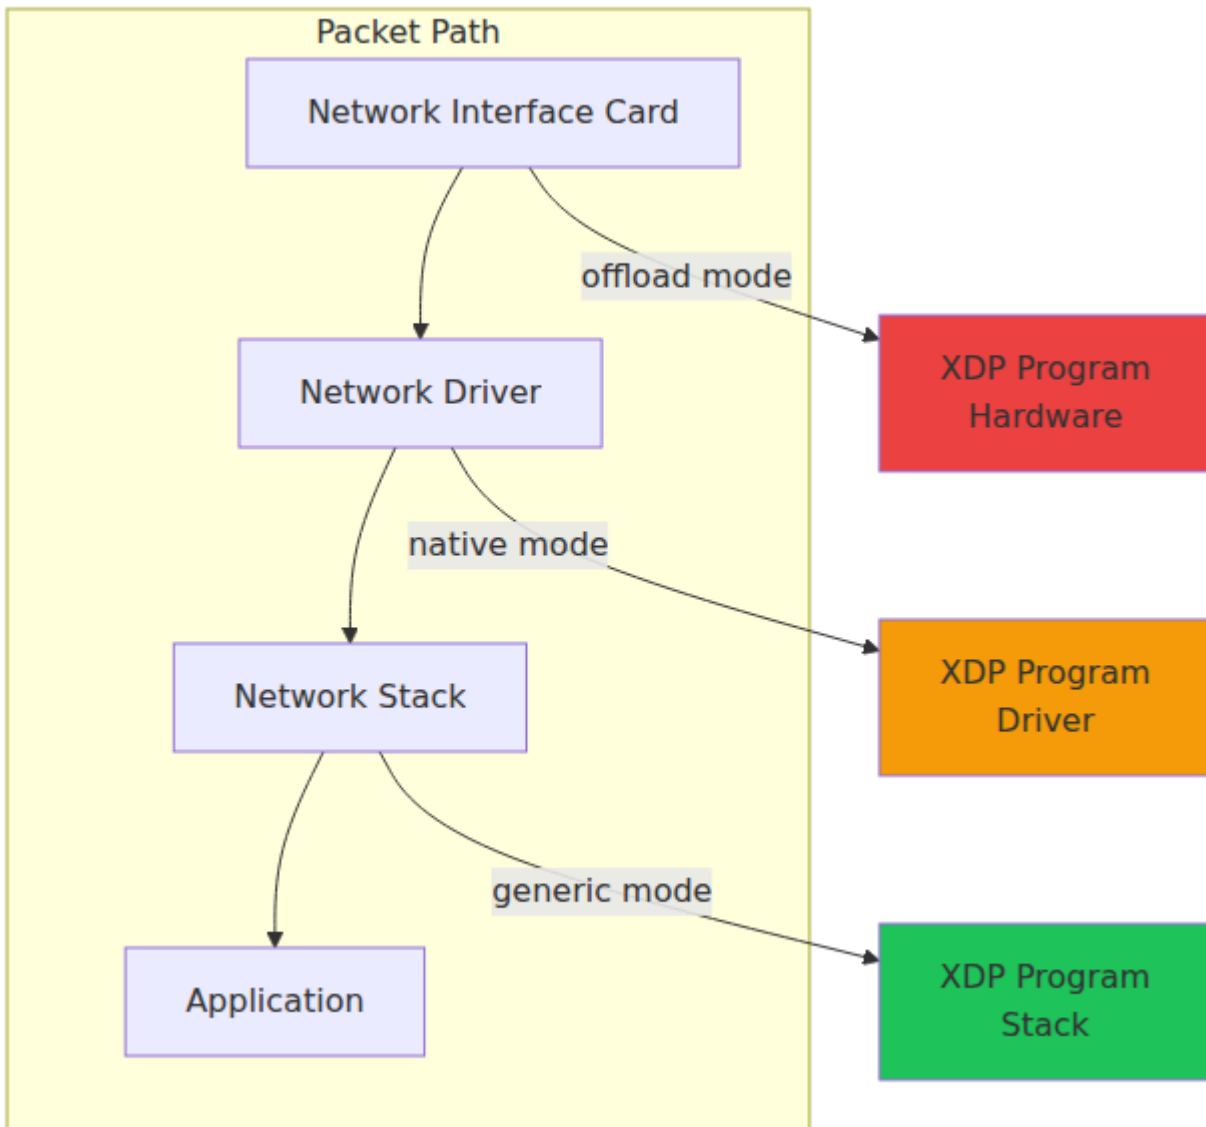 Packet Path
Network Interface Card
offload mode
XDP Program
Hardware
Network Driver
native mode
XDP Program
Driver
Network Stack
generic mode
XDP Program
Stack
Application